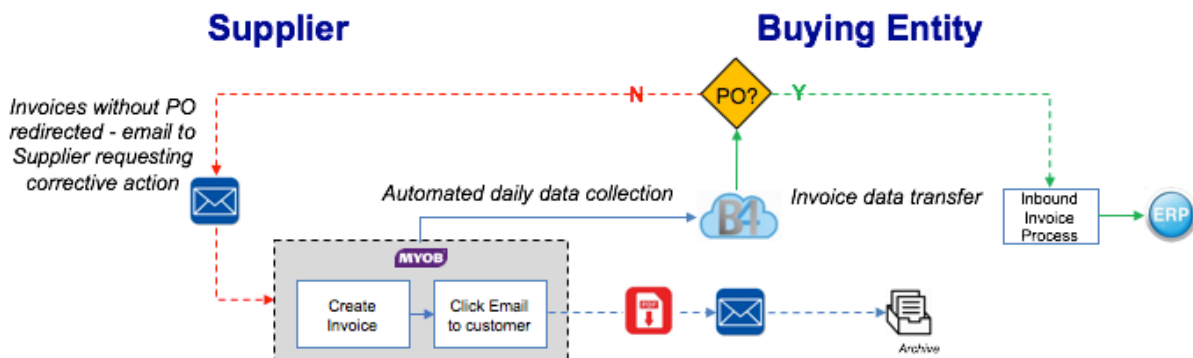 Supplier
Buying Entity
Invoices without PO
redirected - email to
Supplier requesting
corrective action
N
PO?
Y
Automated daily data collection
B4
Invoice data transfer
Inbound
Invoice
Process
ERP
MYOB
Create
Invoice
Click Email
to customer
PDF
Archive